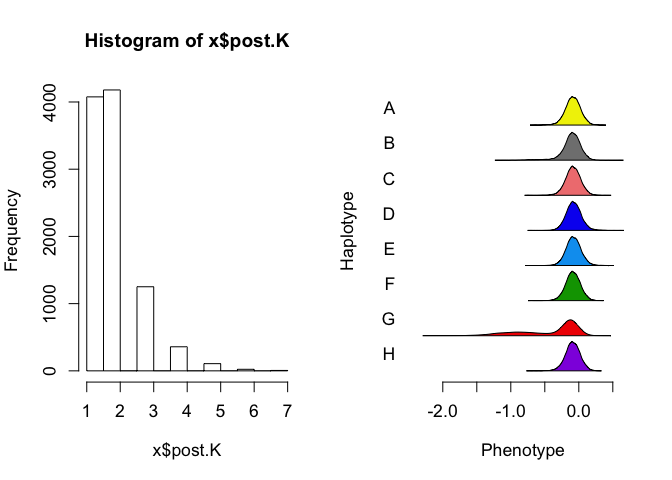 Histogram of x$post.K
Frequency
0
1000
2000
3000
4000
1 2 3 4 5 6 7
x$post.K
Haplotype
A
B
C
D
E
F
G
H
-2.0 -1.0 0.0
Phenotype